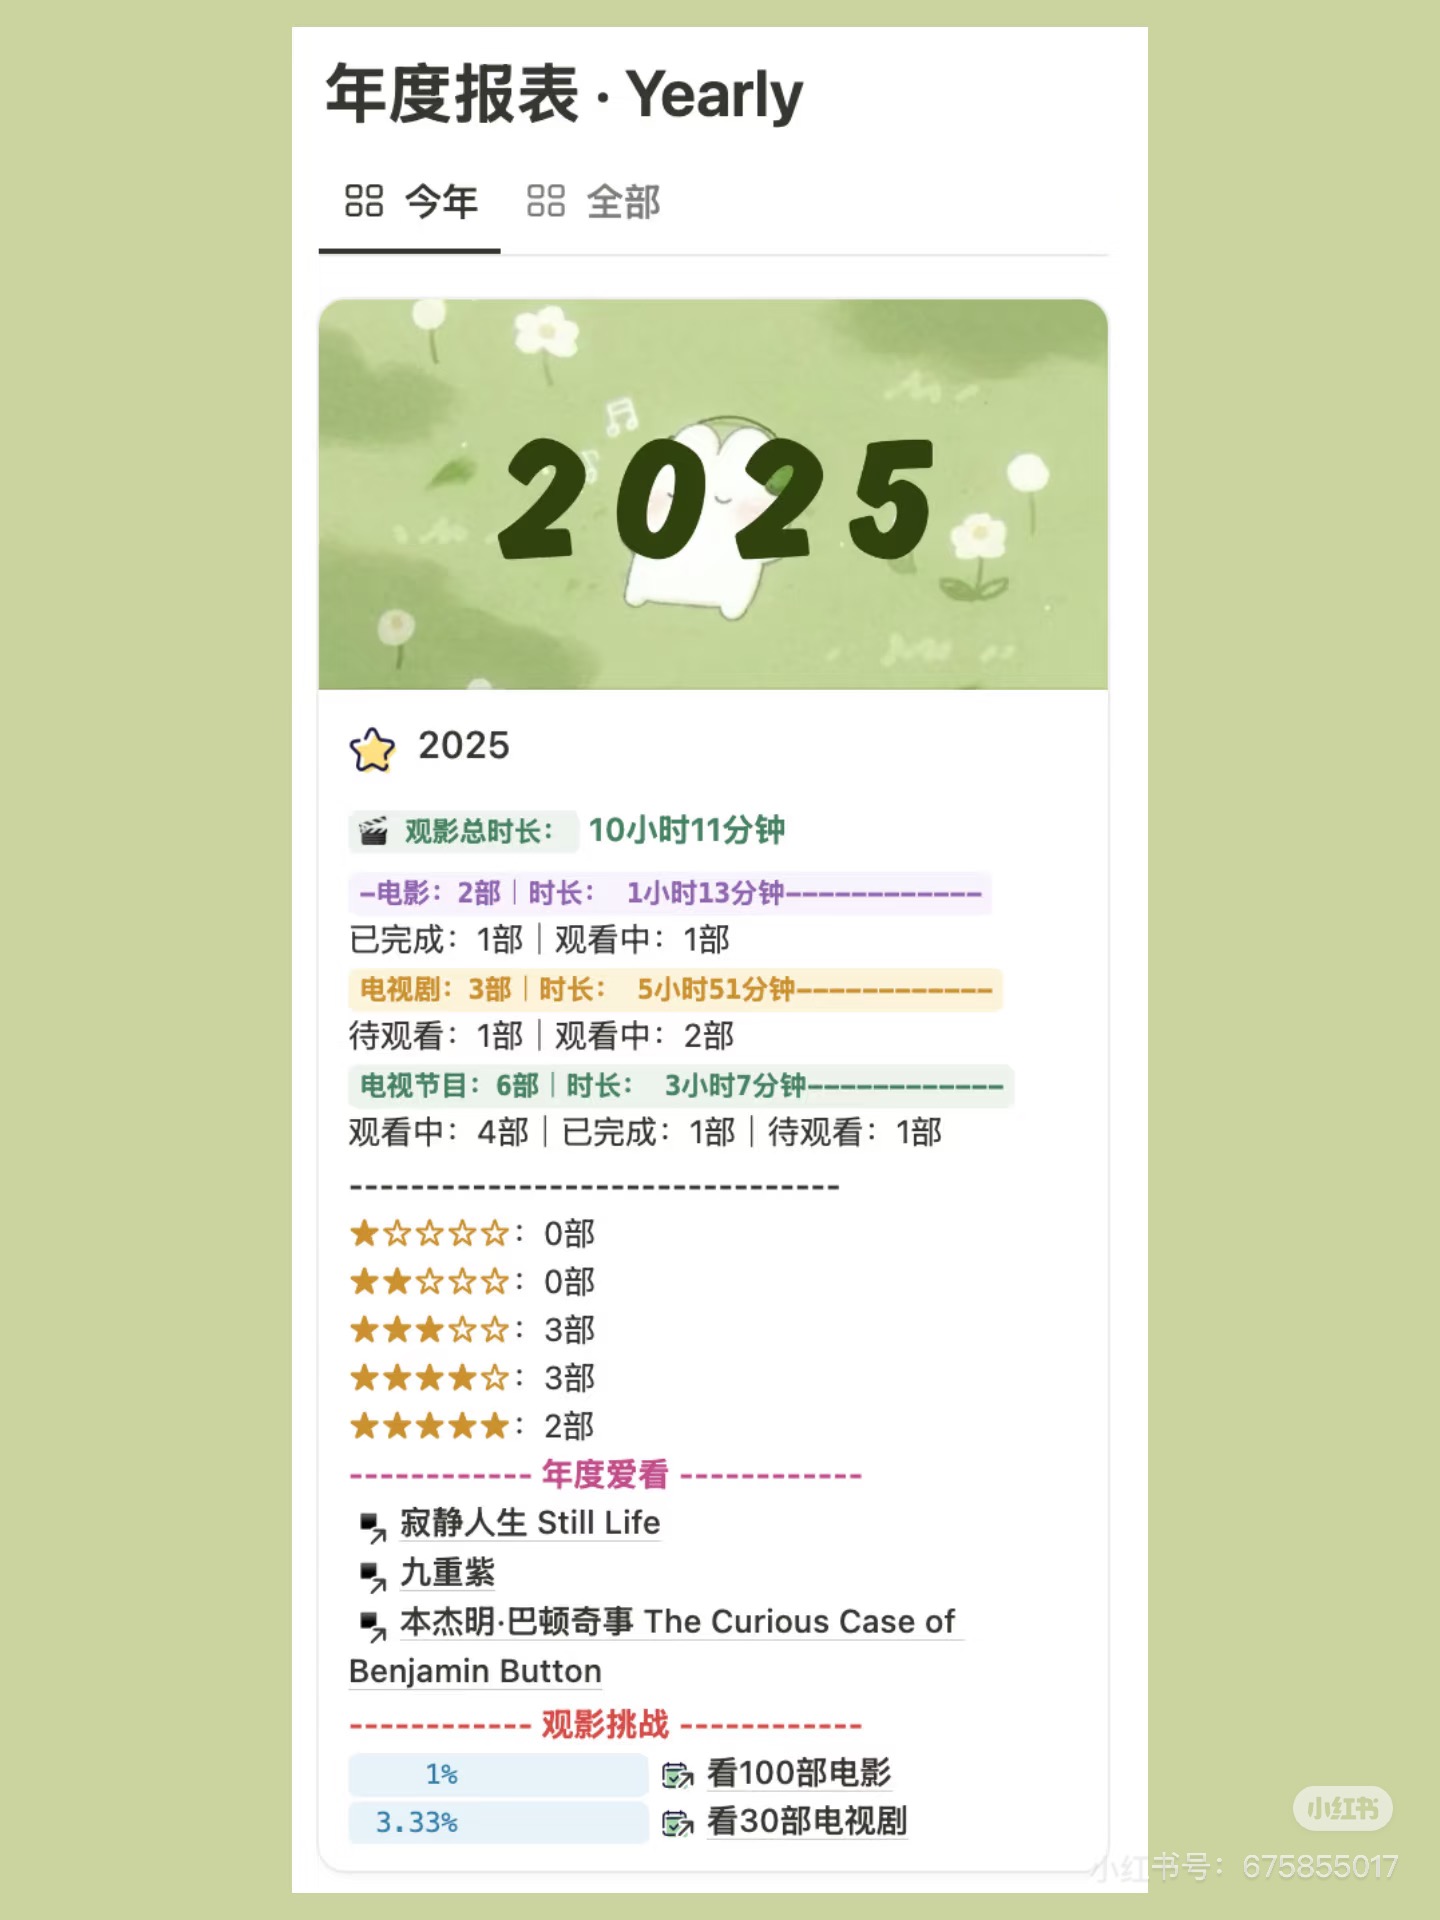 年度报表 · Yearly
今年 全部
2025
2025
观影总时长： 10小时11分钟
—电影：2部｜时长： 1小时13分钟————————————
已完成：1部｜观看中：1部
电视剧：3部｜时长： 5小时51分钟————————————
待观看：1部｜观看中：2部
电视节目：6部｜时长： 3小时7分钟————————————
观看中：4部｜已完成：1部｜待观看：1部
--------------------------------
★☆☆☆☆：0部
★★☆☆☆：0部
★★★☆☆：3部
★★★★☆：3部
★★★★★：2部
------------ 年度爱看 ------------
寂静人生 Still Life
九重紫
本杰明·巴顿奇事 The Curious Case of
Benjamin Button
------------ 观影挑战 ------------
1% 看100部电影
3.33% 看30部电视剧
小红书
小红书号：675855017